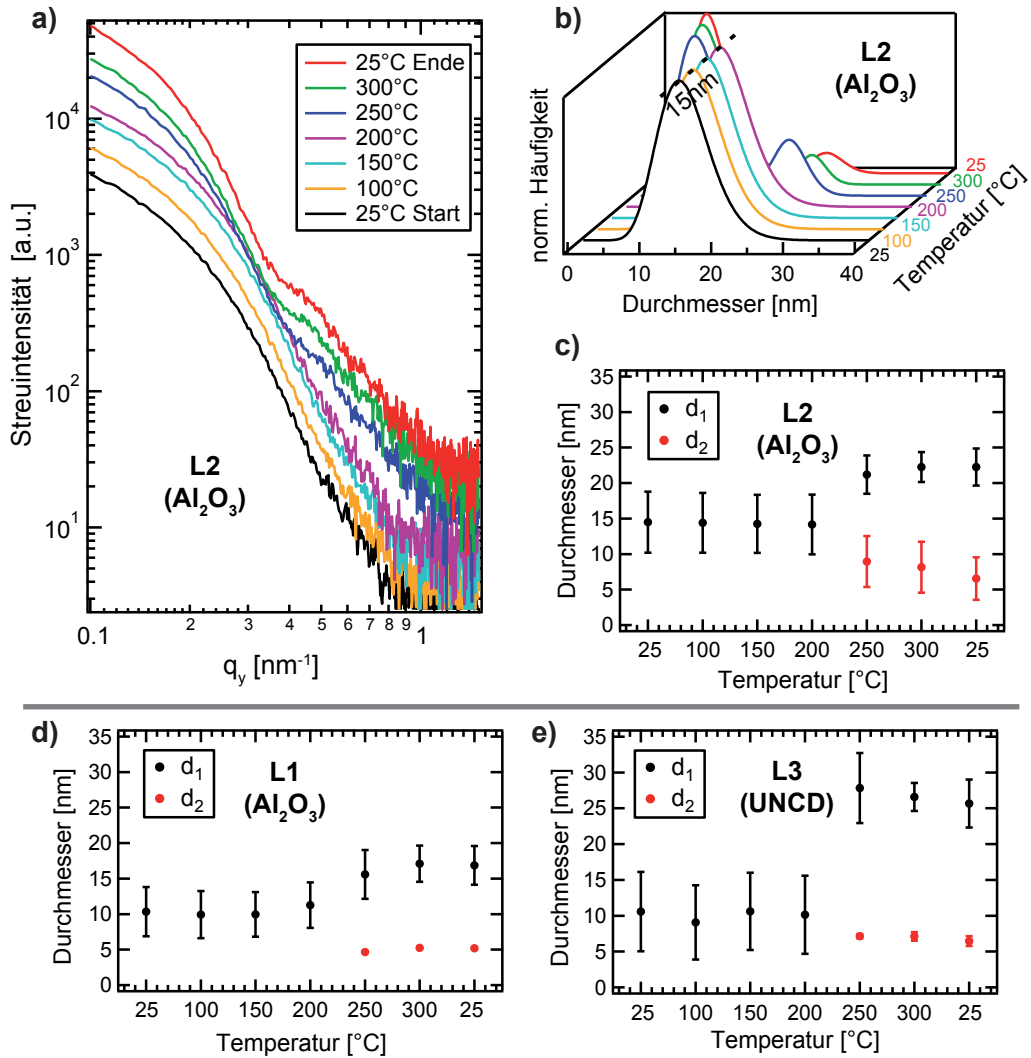 a)
Streuintensität [a.u.]
10⁴
10³
10²
10¹
25°C Ende
300°C
250°C
200°C
150°C
100°C
25°C Start
L2
(Al₂O₃)
0.1 2 3 4 5 6 7 8 9 1
q_y [nm⁻¹]
b)
norm. Häufigkeit
15nm
L2
(Al₂O₃)
25
300
250
200
150
100
25
Temperatur [°C]
0 10 20 30 40
Durchmesser [nm]
c)
Durchmesser [nm]
35
30
25
20
15
10
5
0
d₁
d₂
L2
(Al₂O₃)
25 100 150 200 250 300 25
Temperatur [°C]
d)
Durchmesser [nm]
35
30
25
20
15
10
5
0
d₁
d₂
L1
(Al₂O₃)
25 100 150 200 250 300 25
Temperatur [°C]
e)
Durchmesser [nm]
35
30
25
20
15
10
5
0
d₁
d₂
L3
(UNCD)
25 100 150 200 250 300 25
Temperatur [°C]